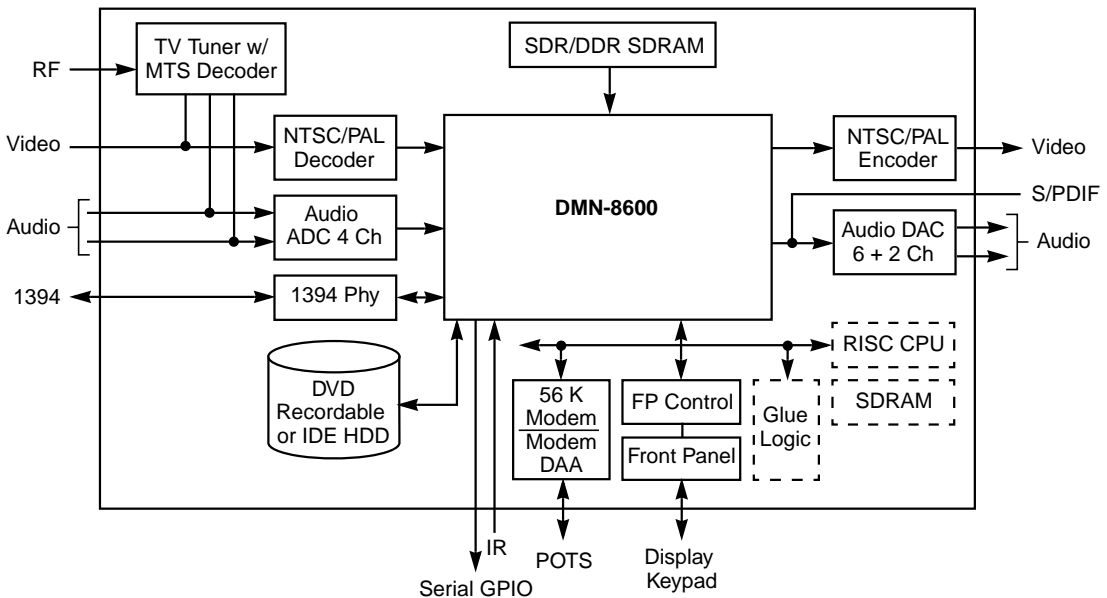 TV Tuner w/
MTS Decoder
SDR/DDR SDRAM
RF
Video
NTSC/PAL
Decoder
NTSC/PAL
Encoder
Video
DMN-8600
S/PDIF
Audio
Audio
ADC 4 Ch
Audio DAC
6 + 2 Ch
Audio
1394
1394 Phy
RISC CPU
DVD
Recordable
or IDE HDD
56 K
Modem
Modem
DAA
FP Control
Front Panel
Glue
Logic
SDRAM
IR
Serial GPIO
POTS
Display
Keypad